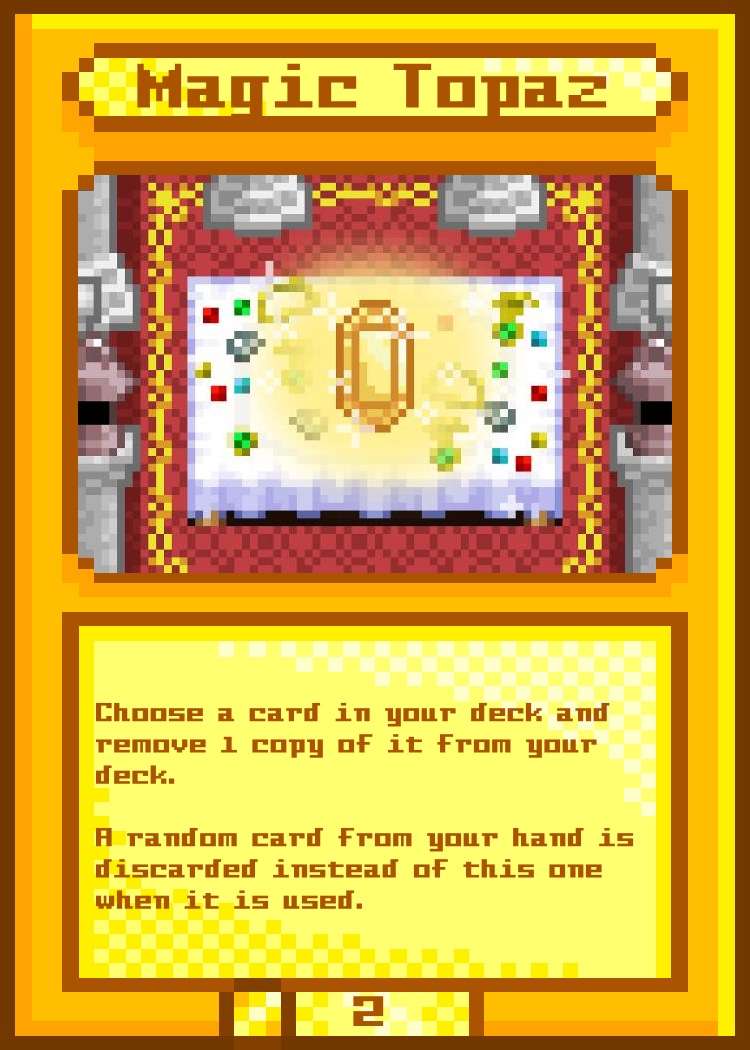 Magic Topaz
Choose a card in your deck and
remove 1 copy of it from your
deck.
A random card from your hand is
discarded instead of this one
when it is used.
2